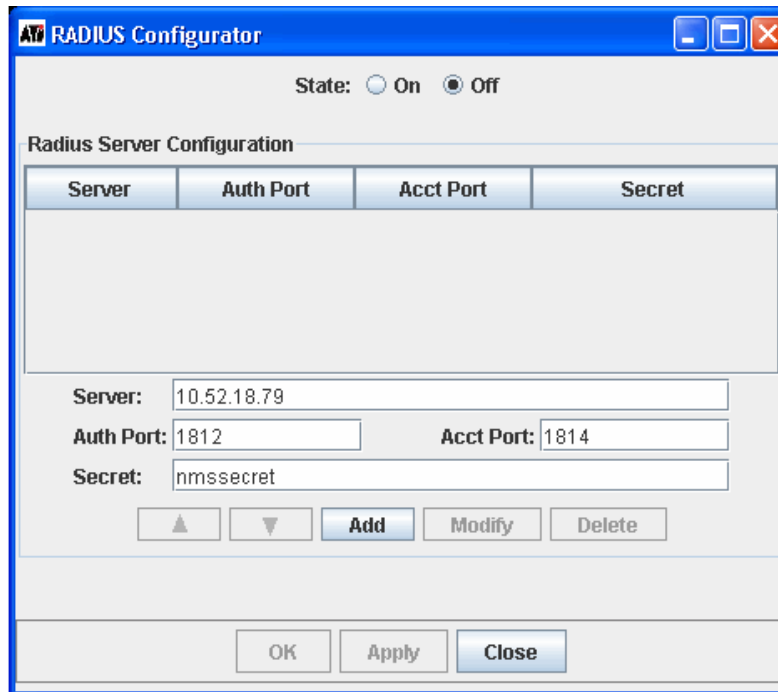 ATi RADIUS Configurator
State: On Off
Radius Server Configuration
Server Auth Port Acct Port Secret
Server: 10.52.18.79
Auth Port: 1812 Acct Port: 1814
Secret: nmssecret
Add Modify Delete
OK Apply Close